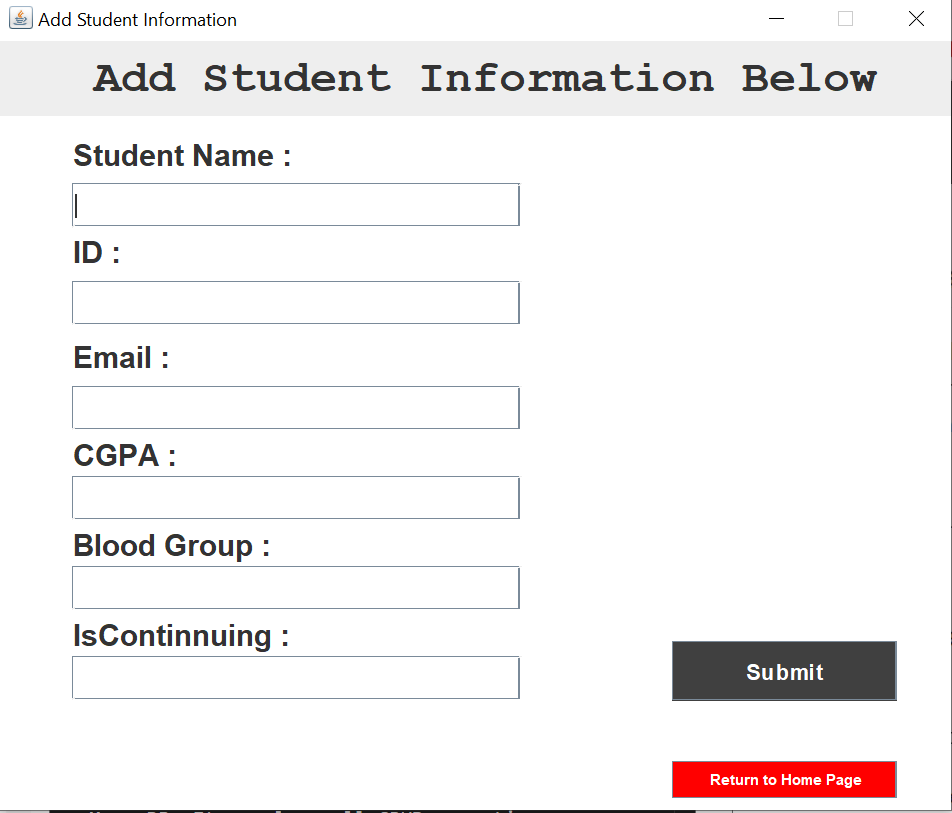 Add Student Information
Add Student Information Below
Student Name :
ID :
Email :
CGPA :
Blood Group :
IsContinnuing :
Submit
Return to Home Page